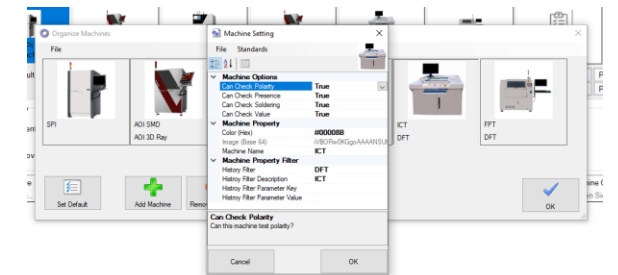 Organize Machines
File
SPI
AOI SMD
AOI 3D Ray
Set Default
Add Machine
Machine Setting
File Standards
Machine Options
Can Check Polarity True
Can Check Presence True
Can Check Soldering True
Can Check Value True
Machine Property
Color (Hex) #00008B
Image (Base 64)
Machine Name ICT
Machine Property Filter
History Filter DFT
Histroy Filter Description ICT
Histroy Filter Parameter Key
Histroy Filter Parameter Value
Can Check Polarity
Can this machine test polarity?
Cancel OK
ICT
DFT
FPT
DFT
OK